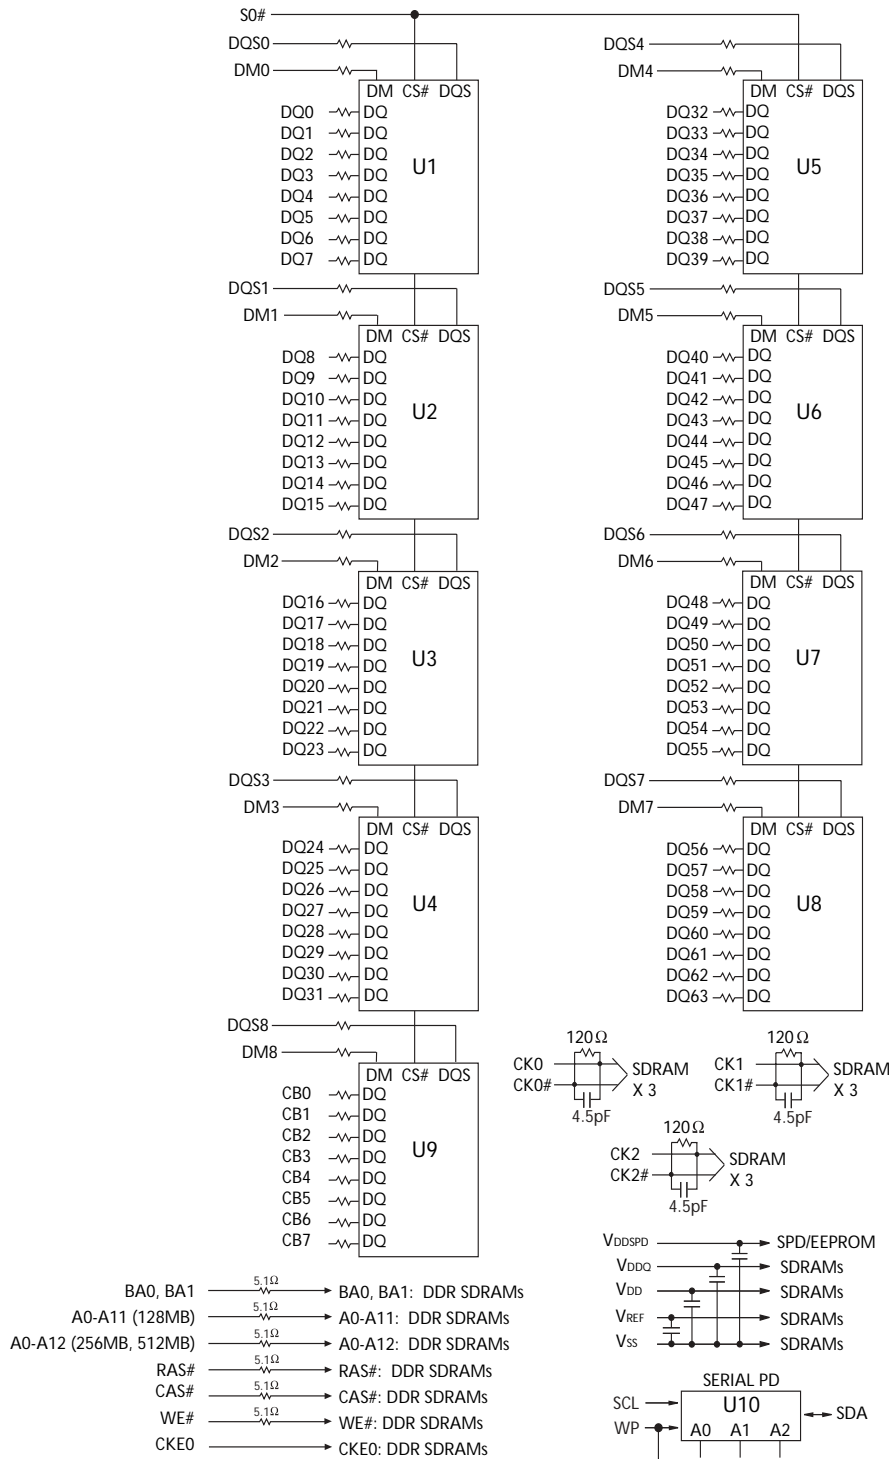 S0#
DQS0
DM0
DM CS# DQS
DQ0 DQ
DQ1 DQ
DQ2 DQ
DQ3 DQ
DQ4 DQ
DQ5 DQ
DQ6 DQ
DQ7 DQ
U1
DQS1
DM1
DM CS# DQS
DQ8 DQ
DQ9 DQ
DQ10 DQ
DQ11 DQ
DQ12 DQ
DQ13 DQ
DQ14 DQ
DQ15 DQ
U2
DQS2
DM2
DM CS# DQS
DQ16 DQ
DQ17 DQ
DQ18 DQ
DQ19 DQ
DQ20 DQ
DQ21 DQ
DQ22 DQ
DQ23 DQ
U3
DQS3
DM3
DM CS# DQS
DQ24 DQ
DQ25 DQ
DQ26 DQ
DQ27 DQ
DQ28 DQ
DQ29 DQ
DQ30 DQ
DQ31 DQ
U4
DQS8
DM8
DM CS# DQS
CB0 DQ
CB1 DQ
CB2 DQ
CB3 DQ
CB4 DQ
CB5 DQ
CB6 DQ
CB7 DQ
U9
DQS4
DM4
DM CS# DQS
DQ32 DQ
DQ33 DQ
DQ34 DQ
DQ35 DQ
DQ36 DQ
DQ37 DQ
DQ38 DQ
DQ39 DQ
U5
DQS5
DM5
DM CS# DQS
DQ40 DQ
DQ41 DQ
DQ42 DQ
DQ43 DQ
DQ44 DQ
DQ45 DQ
DQ46 DQ
DQ47 DQ
U6
DQS6
DM6
DM CS# DQS
DQ48 DQ
DQ49 DQ
DQ50 DQ
DQ51 DQ
DQ52 DQ
DQ53 DQ
DQ54 DQ
DQ55 DQ
U7
DQS7
DM7
DM CS# DQS
DQ56 DQ
DQ57 DQ
DQ58 DQ
DQ59 DQ
DQ60 DQ
DQ61 DQ
DQ62 DQ
DQ63 DQ
U8
120Ω
CK0
CK0#
SDRAM
X 3
4.5pF
120Ω
CK1
CK1#
SDRAM
X 3
4.5pF
120Ω
CK2
CK2#
SDRAM
X 3
4.5pF
VDDSPD SPD/EEPROM
VDDQ SDRAMs
VDD SDRAMs
VREF SDRAMs
VSS SDRAMs
BA0, BA1 5.1Ω BA0, BA1: DDR SDRAMs
A0-A11 (128MB) 5.1Ω A0-A11: DDR SDRAMs
A0-A12 (256MB, 512MB) 5.1Ω A0-A12: DDR SDRAMs
RAS# 5.1Ω RAS#: DDR SDRAMs
CAS# 5.1Ω CAS#: DDR SDRAMs
WE# 5.1Ω WE#: DDR SDRAMs
CKE0 CKE0: DDR SDRAMs
SERIAL PD
SCL
WP
U10
A0 A1 A2
SDA